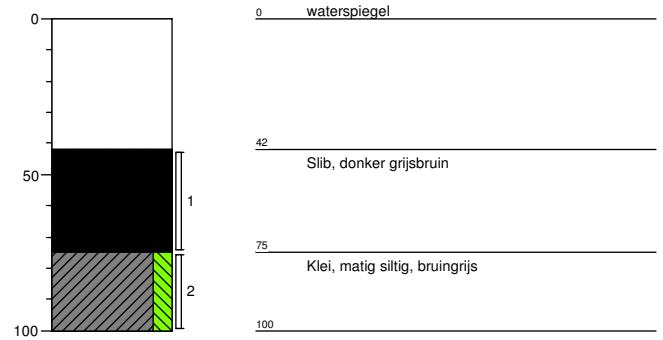 0
0 waterspiegel
42
Slib, donker grijsbruin
50
1
75
Klei, matig siltig, bruingrijs
2
100
100